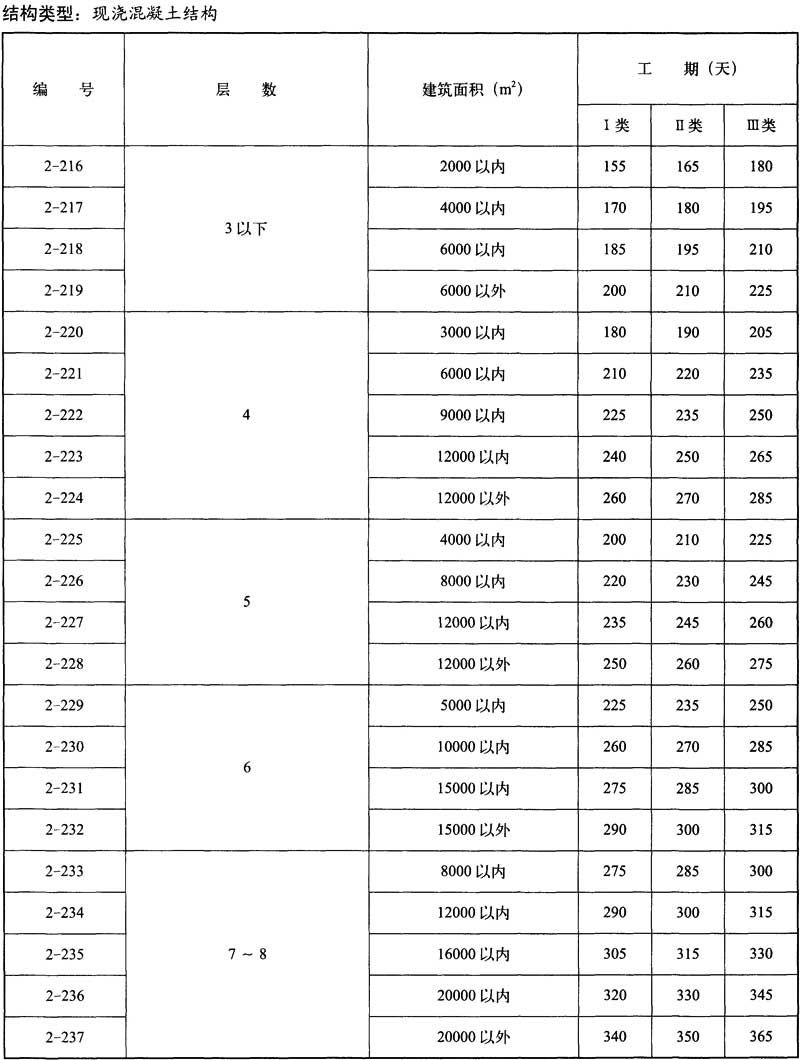 结构类型：现浇混凝土结构
编 号 层 数 建筑面积（m²） 工 期（天）
Ⅰ类 Ⅱ类 Ⅲ类
2-216 3以下 2000以内 155 165 180
2-217 4000以内 170 180 195
2-218 6000以内 185 195 210
2-219 6000以外 200 210 225
2-220 4 3000以内 180 190 205
2-221 6000以内 210 220 235
2-222 9000以内 225 235 250
2-223 12000以内 240 250 265
2-224 12000以外 260 270 285
2-225 5 4000以内 200 210 225
2-226 8000以内 220 230 245
2-227 12000以内 235 245 260
2-228 12000以外 250 260 275
2-229 6 5000以内 225 235 250
2-230 10000以内 260 270 285
2-231 15000以内 275 285 300
2-232 15000以外 290 300 315
2-233 7～8 8000以内 275 285 300
2-234 12000以内 290 300 315
2-235 16000以内 305 315 330
2-236 20000以内 320 330 345
2-237 20000以外 340 350 365